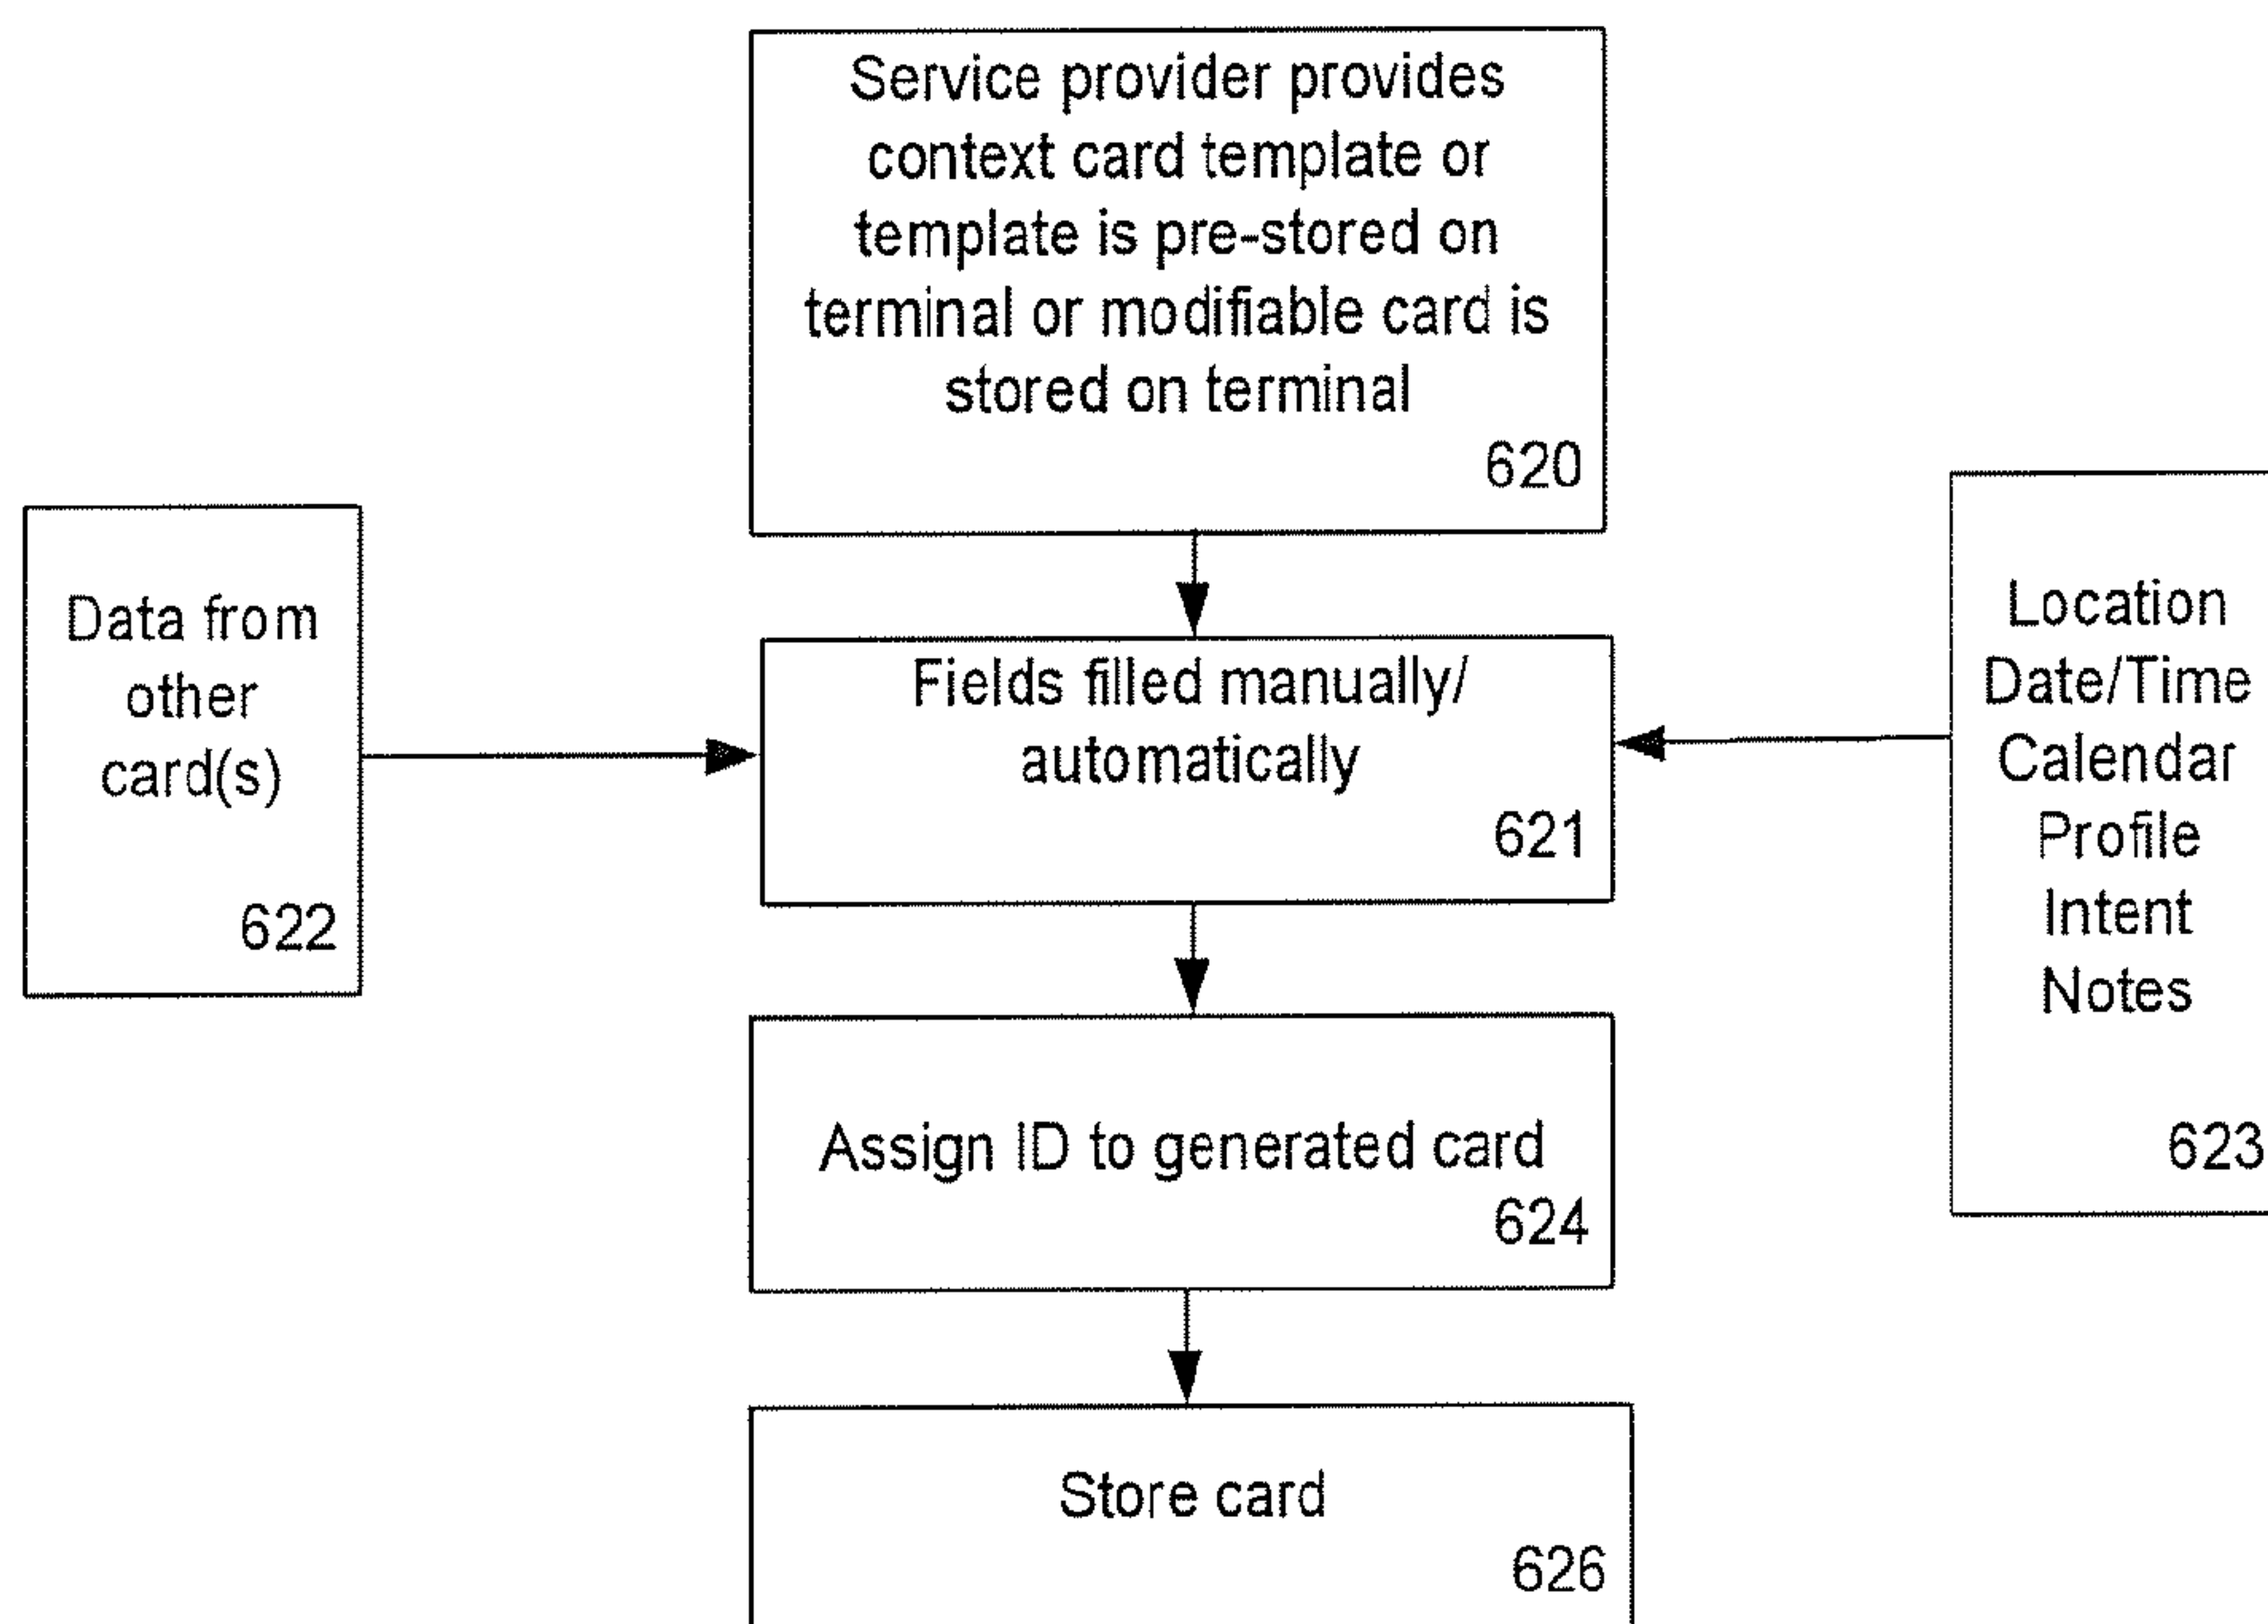 Service provider provides
context card template or
template is pre-stored on
terminal or modifiable card is
stored on terminal
620
Data from
other
card(s)
622
Fields filled manually/
automatically
621
Location
Date/Time
Calendar
Profile
Intent
Notes
623
Assign ID to generated card
624
Store card
626